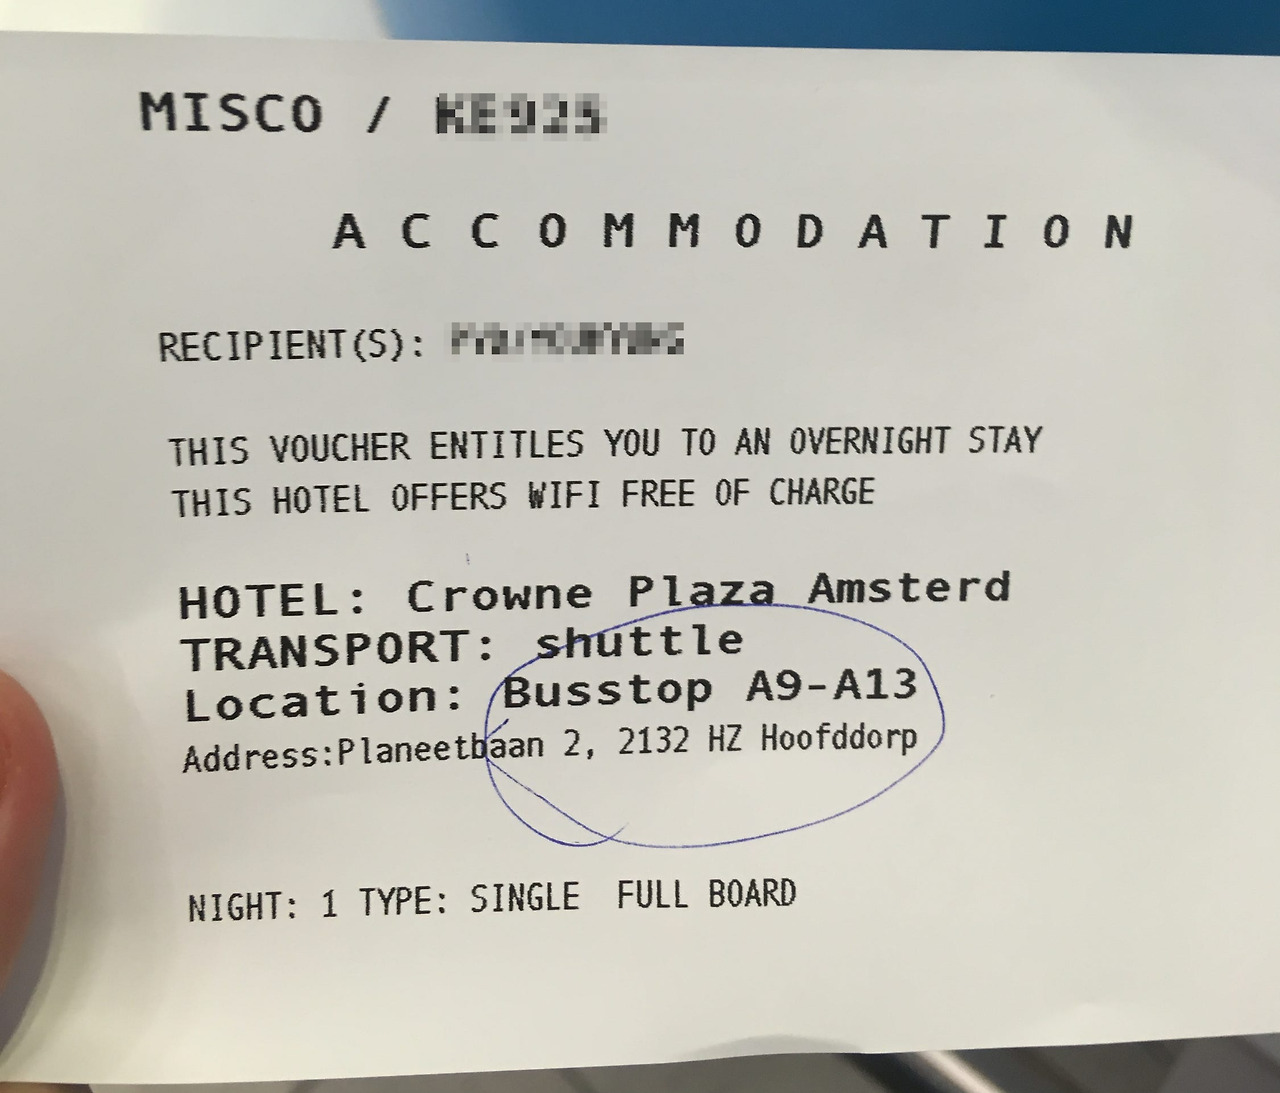 MISCO /
ACCOMMODATION
RECIPIENT(S):
THIS VOUCHER ENTITLES YOU TO AN OVERNIGHT STAY
THIS HOTEL OFFERS WIFI FREE OF CHARGE
HOTEL: Crowne Plaza Amsterd
TRANSPORT: shuttle
Location: Busstop A9-A13
Address:Planeetbaan 2, 2132 HZ Hoofddorp
NIGHT: 1 TYPE: SINGLE FULL BOARD